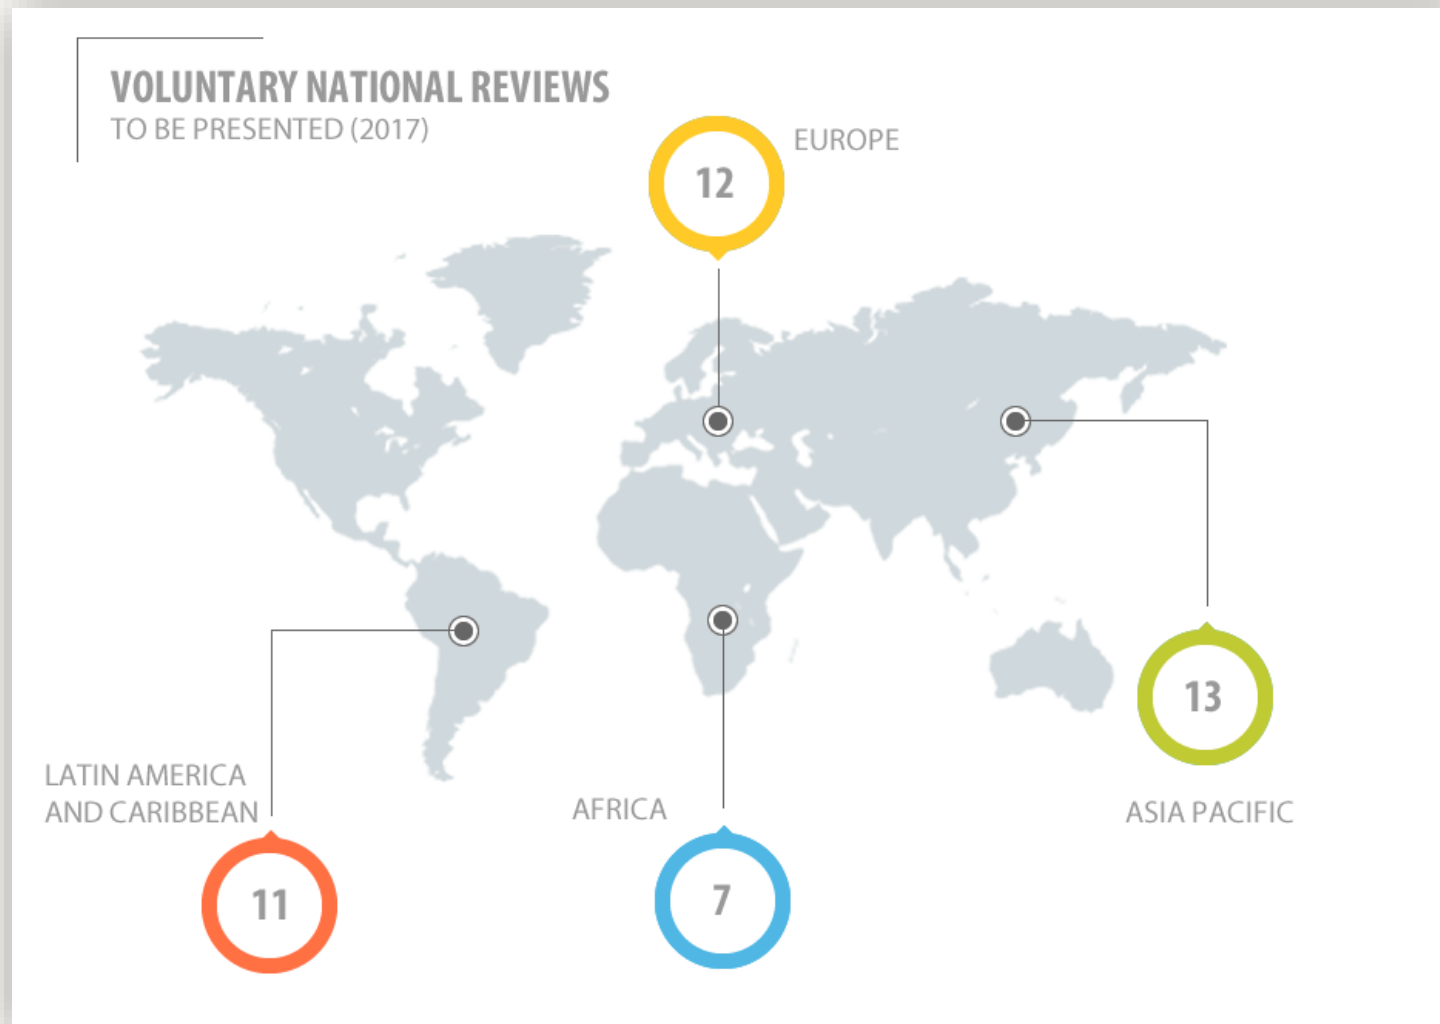 VOLUNTARY NATIONAL REVIEWS
TO BE PRESENTED (2017)
EUROPE
12
13
ASIA PACIFIC
LATIN AMERICA
AND CARIBBEAN
11
AFRICA
7